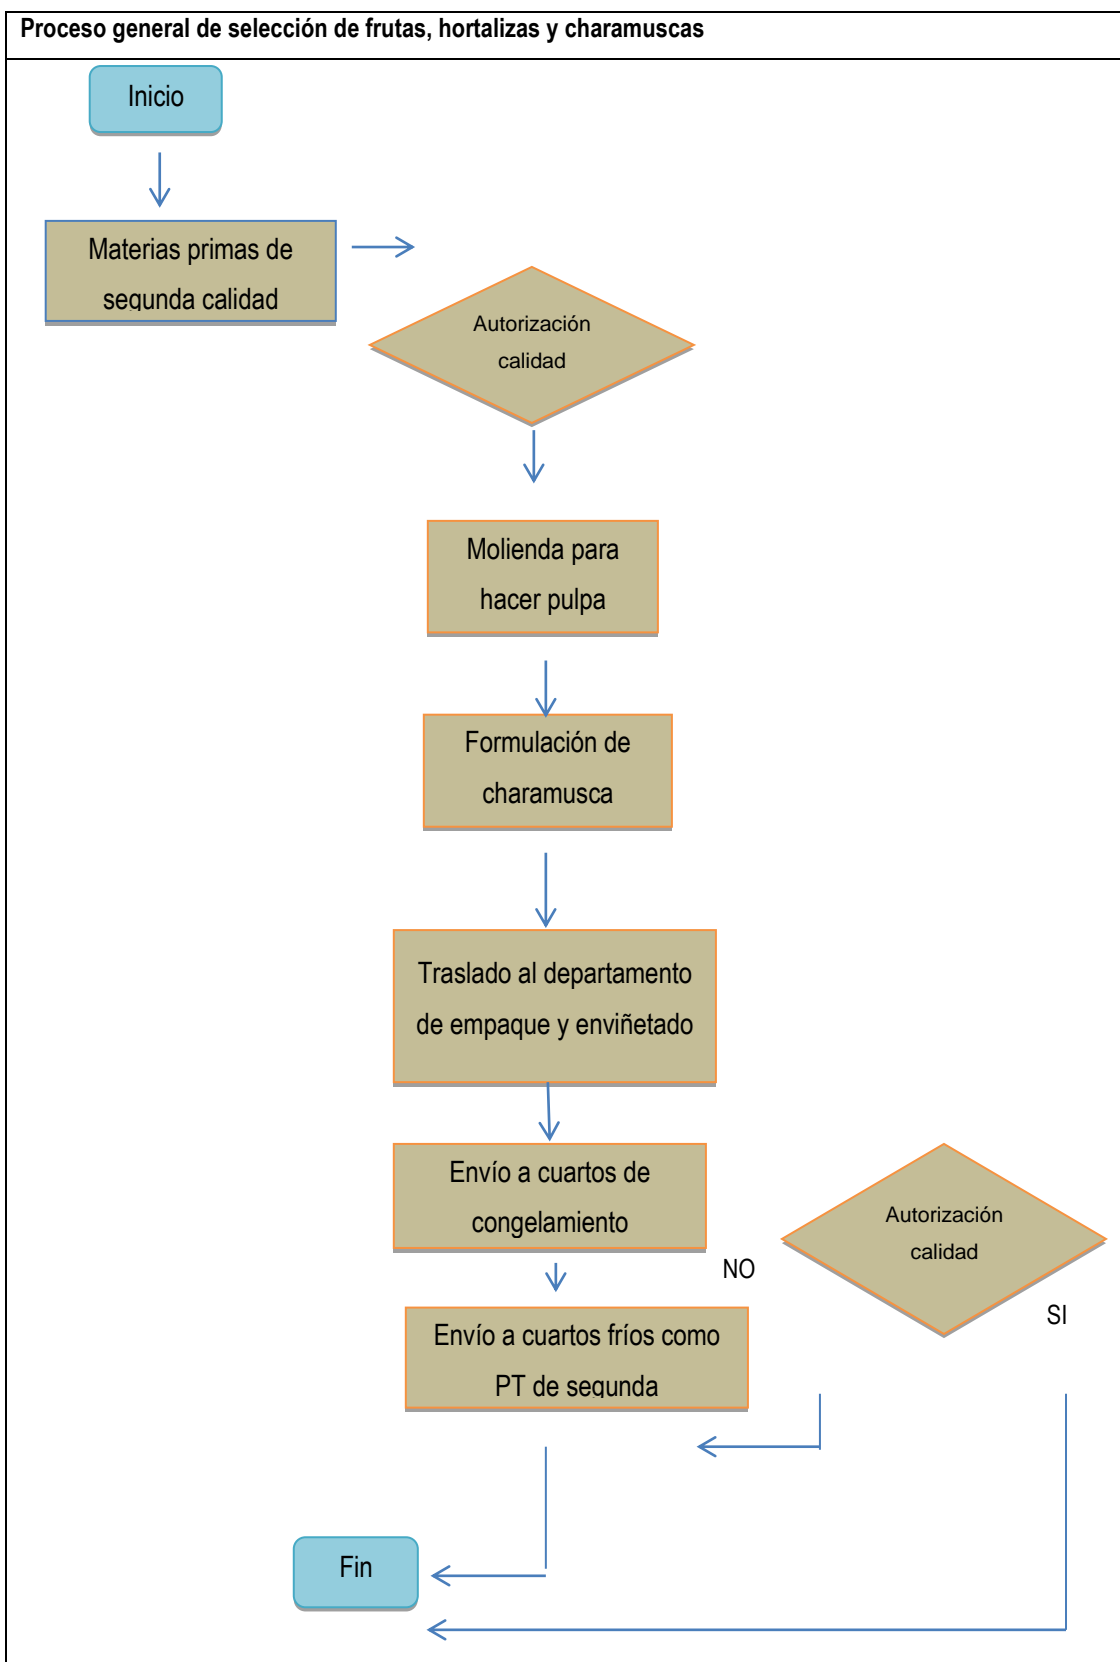 Proceso general de selección de frutas, hortalizas y charamuscas
Inicio
Materias primas de
segunda calidad
Autorización
calidad
Molienda para
hacer pulpa
Formulación de
charamusca
Traslado al departamento
de empaque y enviñetado
Envío a cuartos de
congelamiento
Autorización
calidad
NO
SI
Envío a cuartos fríos como
PT de segunda
Fin